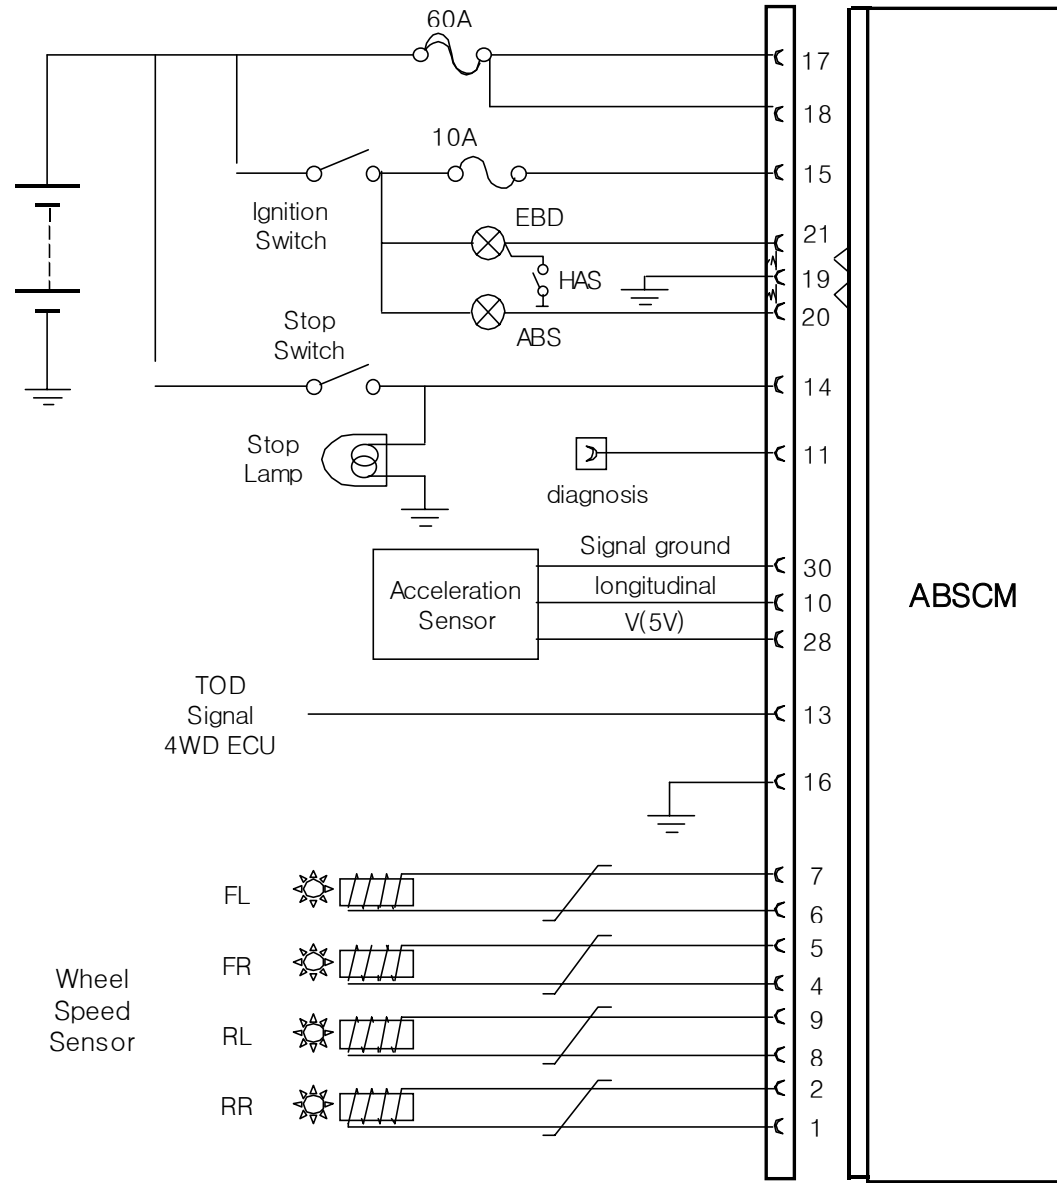 60A
17
18
10A
15
Ignition
Switch
EBD
21
HAS
19
ABS
20
Stop
Switch
14
Stop
Lamp
11
diagnosis
Acceleration
Sensor
Signal ground
30
longitudinal
10
V(5V)
28
ABSCM
TOD
Signal
4WD ECU
13
16
Wheel
Speed
Sensor
FL
7
6
FR
5
4
RL
9
8
RR
2
1